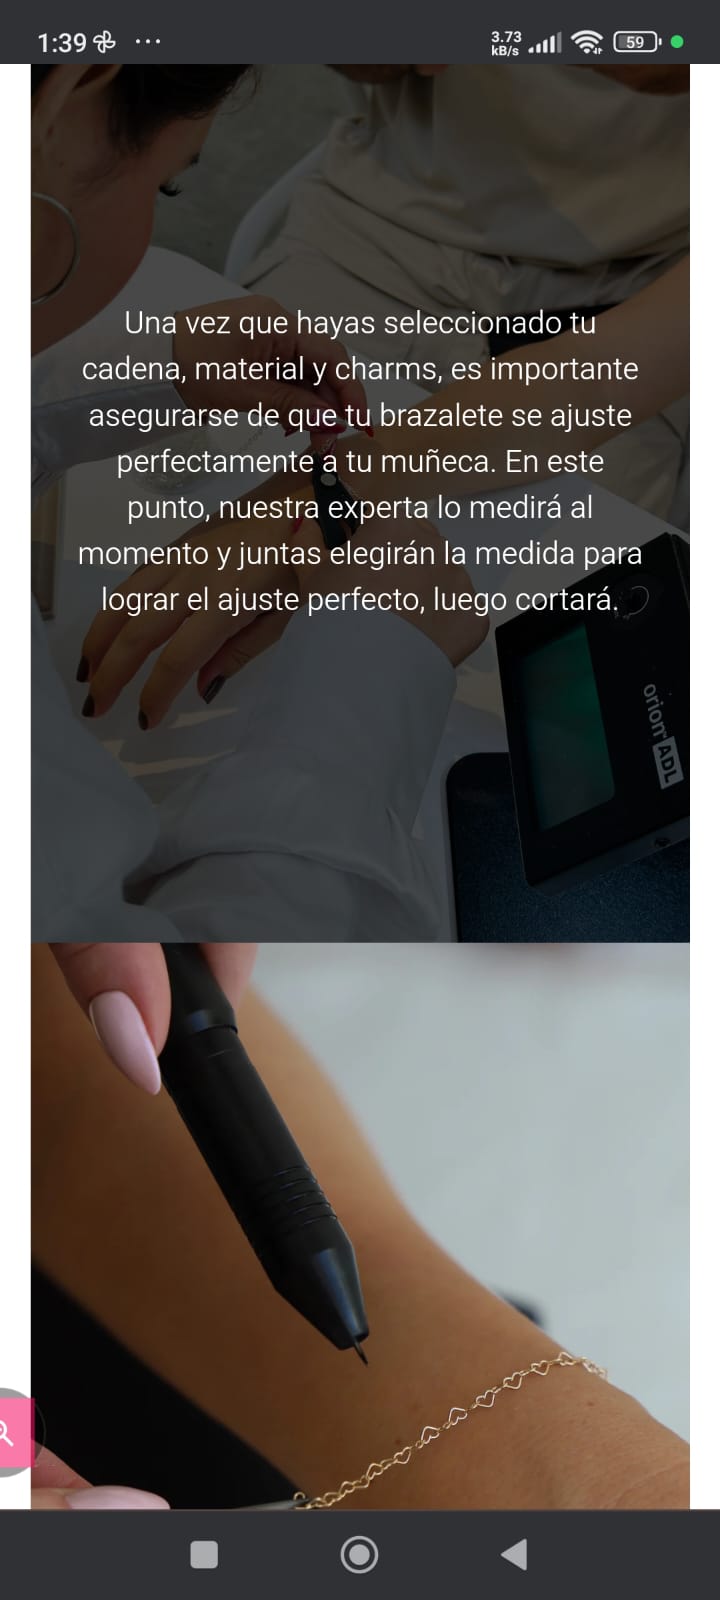 1:39
3.73
kB/s
59
Una vez que hayas seleccionado tu
cadena, material y charms, es importante
asegurarse de que tu brazalete se ajuste
perfectamente a tu muñeca. En este
punto, nuestra experta lo medirá al
momento y juntas elegirán la medida para
lograr el ajuste perfecto, luego cortará.
orion™ ADL